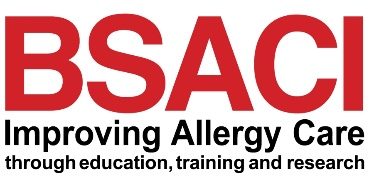 BSACI
Improving Allergy Care
through education, training and research